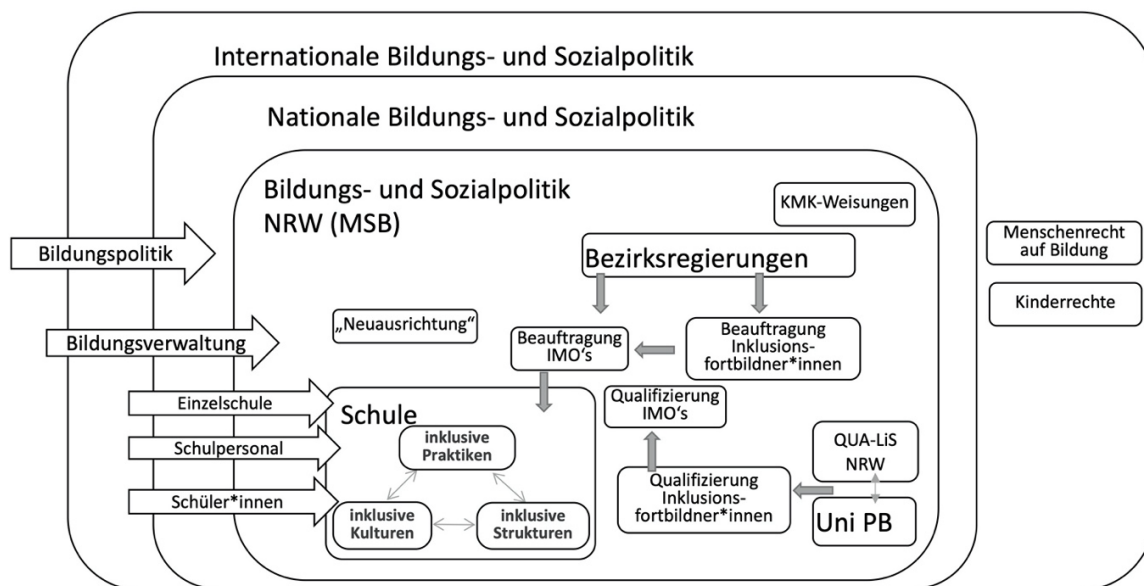 Internationale Bildungs- und Sozialpolitik
Nationale Bildungs- und Sozialpolitik
Bildungs- und Sozialpolitik
NRW (MSB)
KMK-Weisungen
Menschenrecht
auf Bildung
Kinderrechte
Bildungspolitik
Bezirksregierungen
„Neuausrichtung“
Bildungsverwaltung
Beauftragung
IMO‘s
Beauftragung
Inklusions-
fortbildner*innen
Einzelschule
Schulpersonal
Schüler*innen
Schule
inklusive
Praktiken
inklusive
Kulturen
inklusive
Strukturen
Qualifizierung
IMO‘s
Qualifizierung
Inklusions-
fortbildner*innen
QUA-LiS
NRW
Uni PB